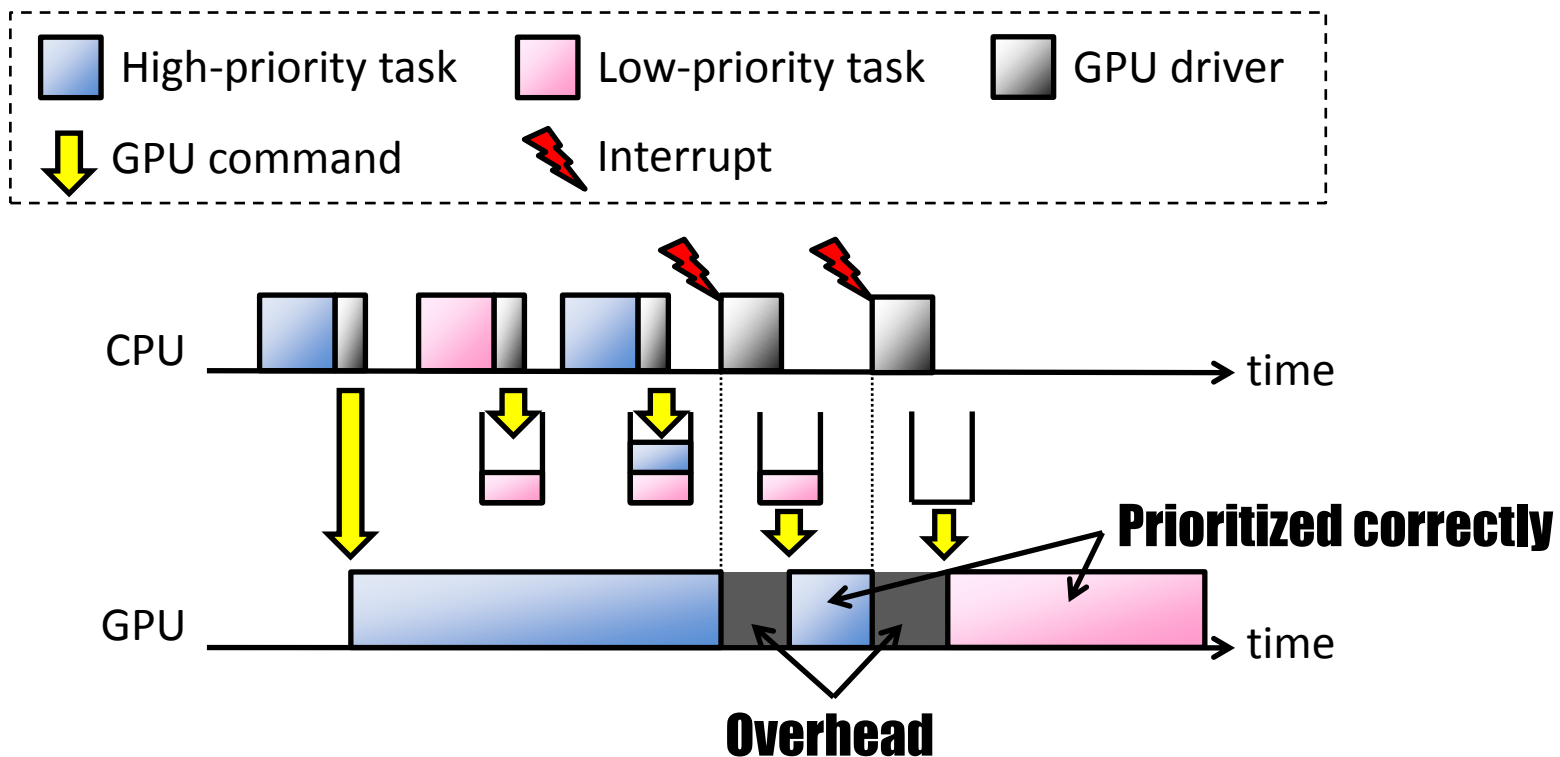 High-priority task Low-priority task GPU driver
GPU command Interrupt
CPU
time
Prioritized correctly
GPU
time
Overhead